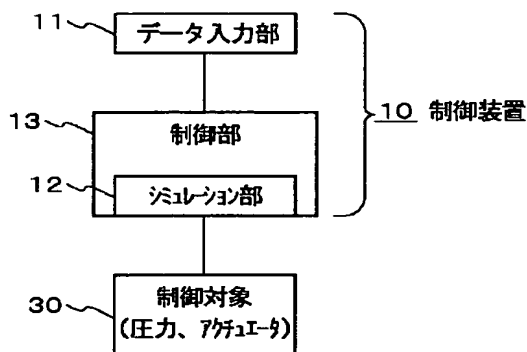 11
データ入力部
10 制御装置
13
制御部
12
シミュレーション部
30
制御対象
(圧力、アクチュエータ)